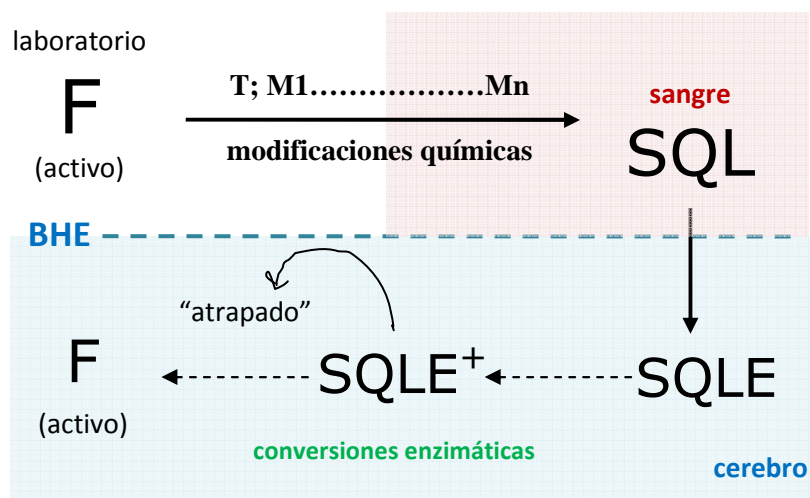 laboratorio
F
(activo)
T; M1………………Mn
modificaciones químicas
sangre
SQL
BHE
“atrapado”
F
(activo)
SQLE+
SQLE
conversiones enzimáticas
cerebro